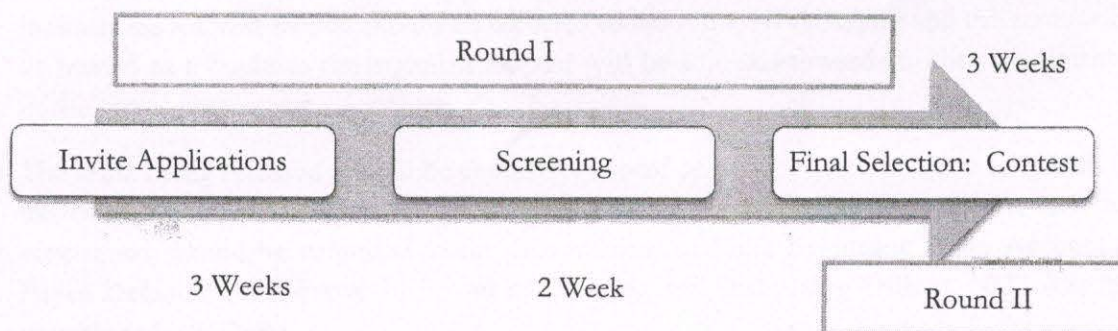 Round I
3 Weeks
Invite Applications
Screening
Final Selection: Contest
3 Weeks
2 Week
Round II